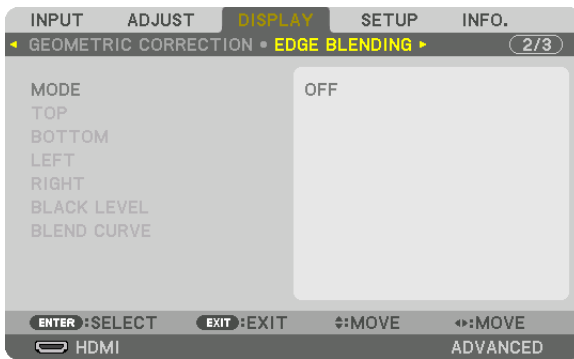 INPUT ADJUST DISPLAY SETUP INFO.
◄ GEOMETRIC CORRECTION • EDGE BLENDING ► 2/3
MODE OFF
TOP
BOTTOM
LEFT
RIGHT
BLACK LEVEL
BLEND CURVE
ENTER :SELECT EXIT :EXIT ▲▼:MOVE ◄►:MOVE
HDMI ADVANCED